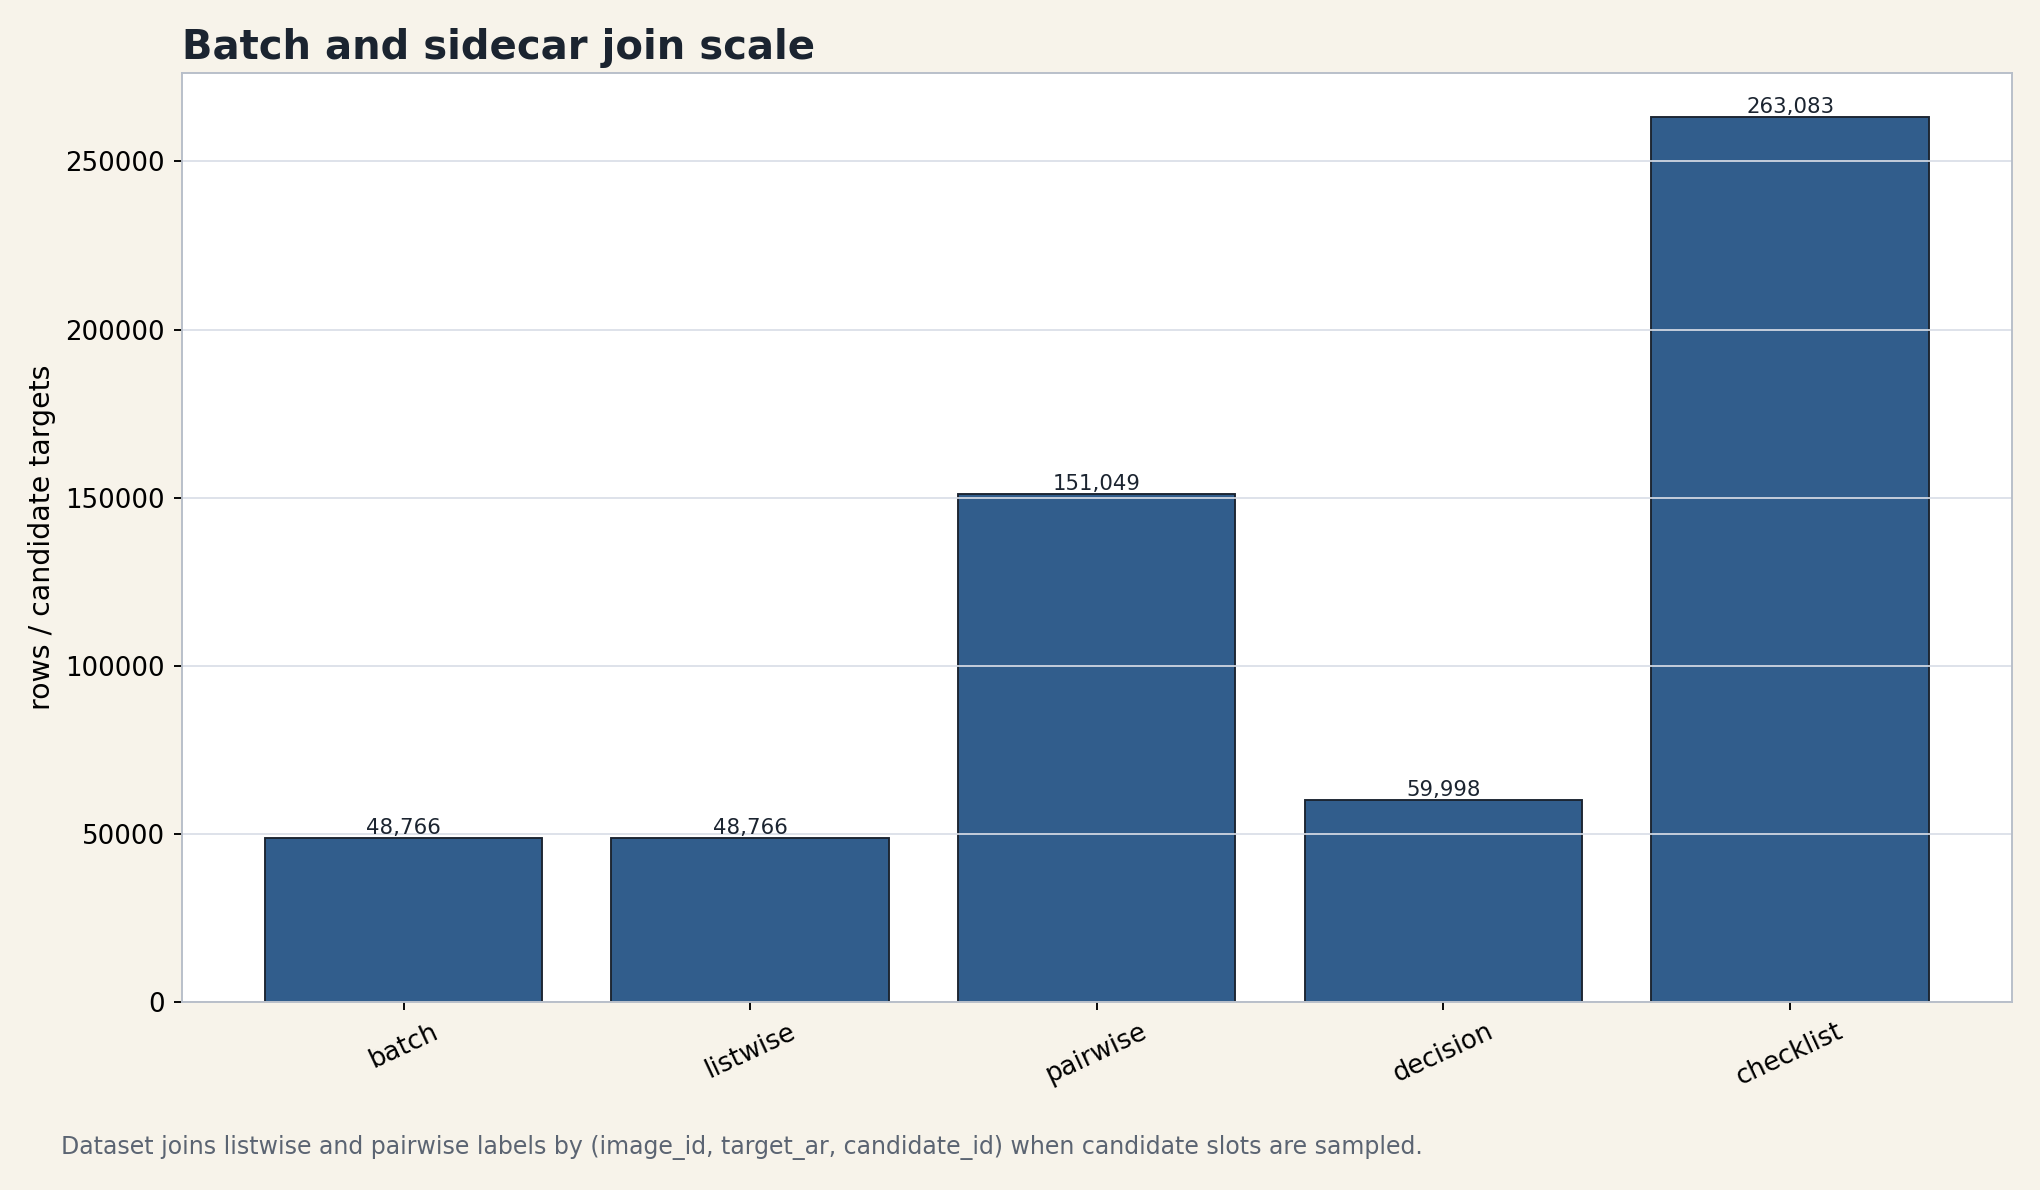 Batch and sidecar join scale
rows / candidate targets
250000
200000
150000
100000
50000
0
263,083
151,049
59,998
48,766
48,766
batch
listwise
pairwise
decision
checklist
Dataset joins listwise and pairwise labels by (image_id, target_ar, candidate_id) when candidate slots are sampled.